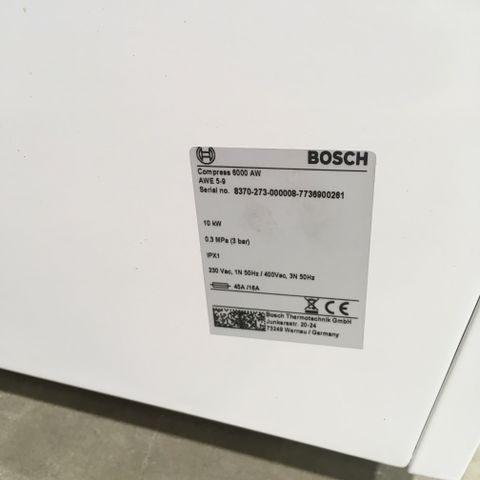 BOSCH
Compress 6000 AW
AWE 5-9
Serial no. 8370-273-000008-7736900261
10 kW
0.3 MPa (3 bar)
IPX1
230 Vac, 1N 50Hz / 400Vac, 3N 50Hz
45A /16A
CE
Bosch Thermotechnik GmbH
Junkersstr. 20-24
73249 Wernau / Germany